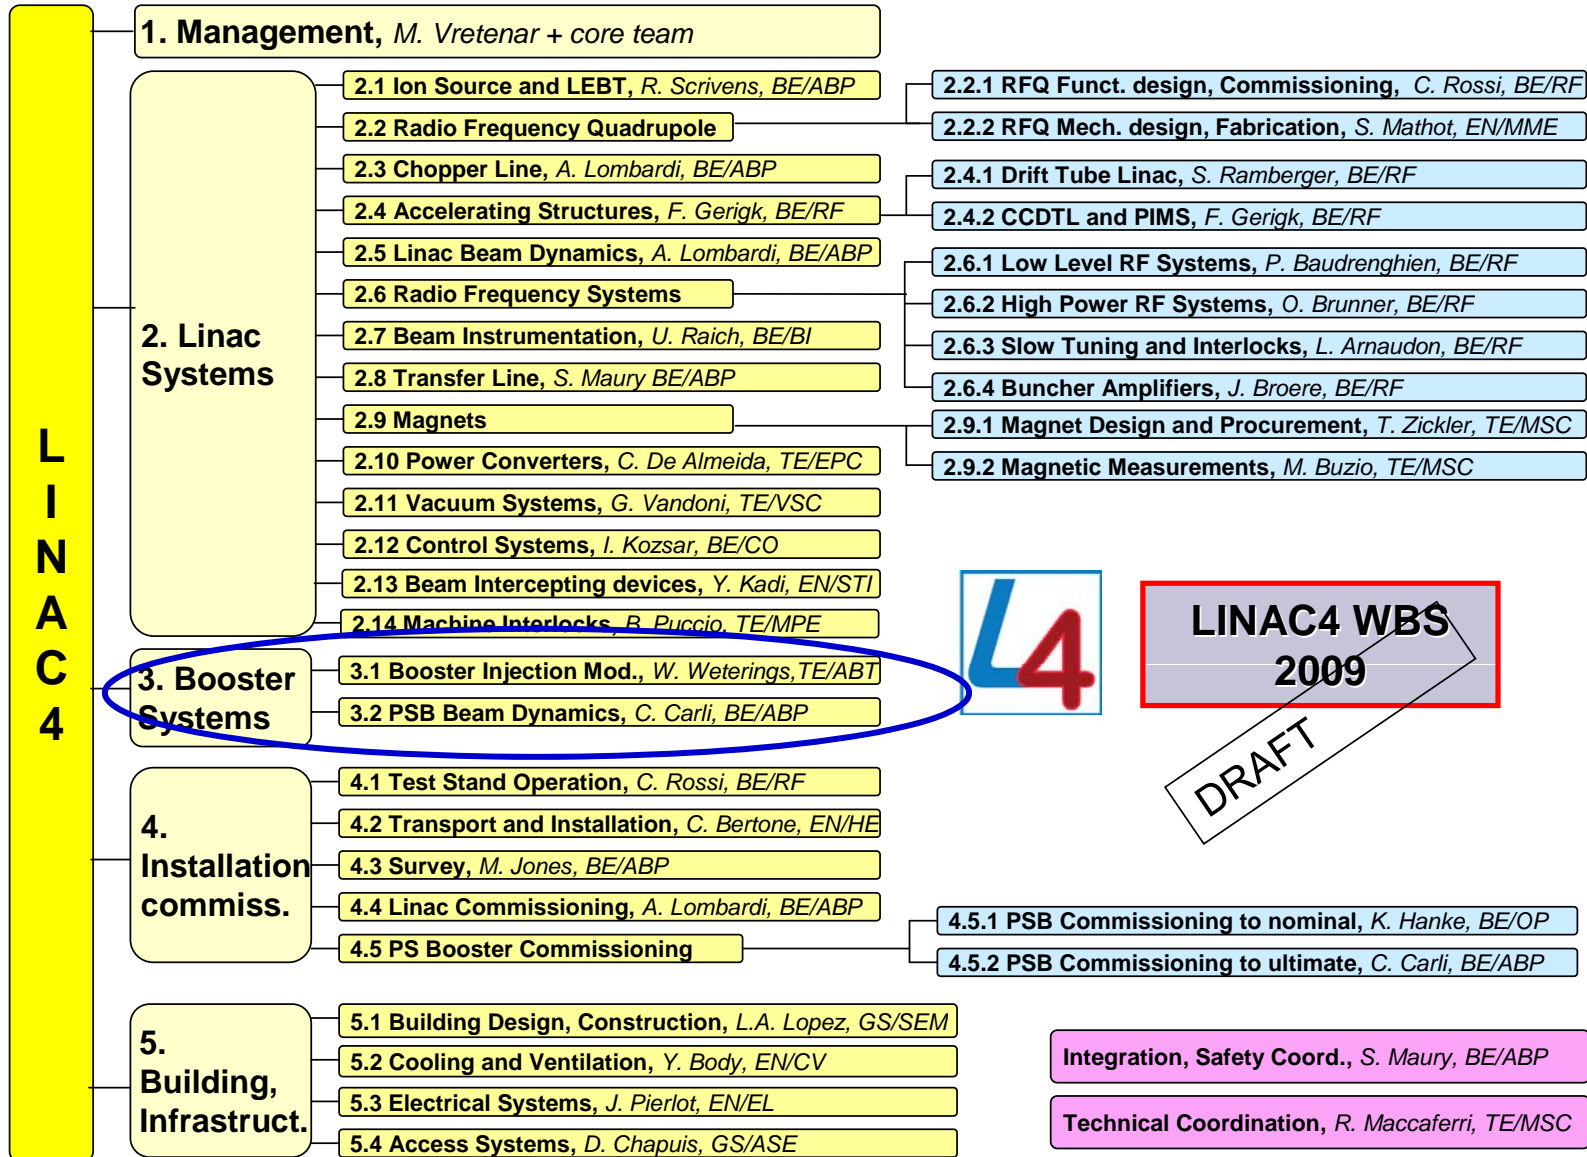 L
I
N
A
C
4
1. Management, M. Vretenar + core team
2. Linac
Systems
2.1 Ion Source and LEBT, R. Scrivens, BE/ABP
2.2 Radio Frequency Quadrupole
2.2.1 RFQ Funct. design, Commissioning, C. Rossi, BE/RF
2.2.2 RFQ Mech. design, Fabrication, S. Mathot, EN/MME
2.3 Chopper Line, A. Lombardi, BE/ABP
2.4 Accelerating Structures, F. Gerigk, BE/RF
2.4.1 Drift Tube Linac, S. Ramberger, BE/RF
2.4.2 CCDTL and PIMS, F. Gerigk, BE/RF
2.5 Linac Beam Dynamics, A. Lombardi, BE/ABP
2.6 Radio Frequency Systems
2.6.1 Low Level RF Systems, P. Baudrenghien, BE/RF
2.6.2 High Power RF Systems, O. Brunner, BE/RF
2.6.3 Slow Tuning and Interlocks, L. Arnaudon, BE/RF
2.6.4 Buncher Amplifiers, J. Broere, BE/RF
2.7 Beam Instrumentation, U. Raich, BE/BI
2.8 Transfer Line, S. Maury BE/ABP
2.9 Magnets
2.9.1 Magnet Design and Procurement, T. Zickler, TE/MSC
2.9.2 Magnetic Measurements, M. Buzio, TE/MSC
2.10 Power Converters, C. De Almeida, TE/EPC
2.11 Vacuum Systems, G. Vandoni, TE/VSC
2.12 Control Systems, I. Kozsar, BE/CO
2.13 Beam Intercepting devices, Y. Kadi, EN/STI
2.14 Machine Interlocks, B. Puccio, TE/MPE
3. Booster
Systems
3.1 Booster Injection Mod., W. Weterings,TE/ABT
3.2 PSB Beam Dynamics, C. Carli, BE/ABP
L4
LINAC4 WBS
2009
DRAFT
4.
Installation
commiss.
4.1 Test Stand Operation, C. Rossi, BE/RF
4.2 Transport and Installation, C. Bertone, EN/HE
4.3 Survey, M. Jones, BE/ABP
4.4 Linac Commissioning, A. Lombardi, BE/ABP
4.5 PS Booster Commissioning
4.5.1 PSB Commissioning to nominal, K. Hanke, BE/OP
4.5.2 PSB Commissioning to ultimate, C. Carli, BE/ABP
5.
Building,
Infrastruct.
5.1 Building Design, Construction, L.A. Lopez, GS/SEM
5.2 Cooling and Ventilation, Y. Body, EN/CV
5.3 Electrical Systems, J. Pierlot, EN/EL
5.4 Access Systems, D. Chapuis, GS/ASE
Integration, Safety Coord., S. Maury, BE/ABP
Technical Coordination, R. Maccaferri, TE/MSC